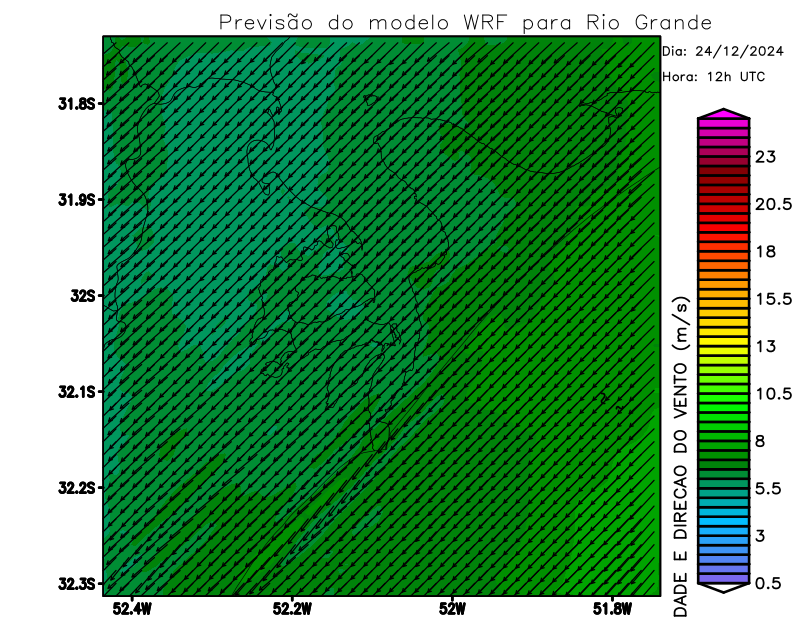 Previsão do modelo WRF para Rio Grande
Dia: 24/12/2024
Hora: 12h UTC
31.8S
31.9S
32S
32.1S
32.2S
32.3S
52.4W
52.2W
52W
51.8W
23
20.5
18
15.5
13
10.5
8
5.5
3
0.5
DADE E DIRECAO DO VENTO (m/s)